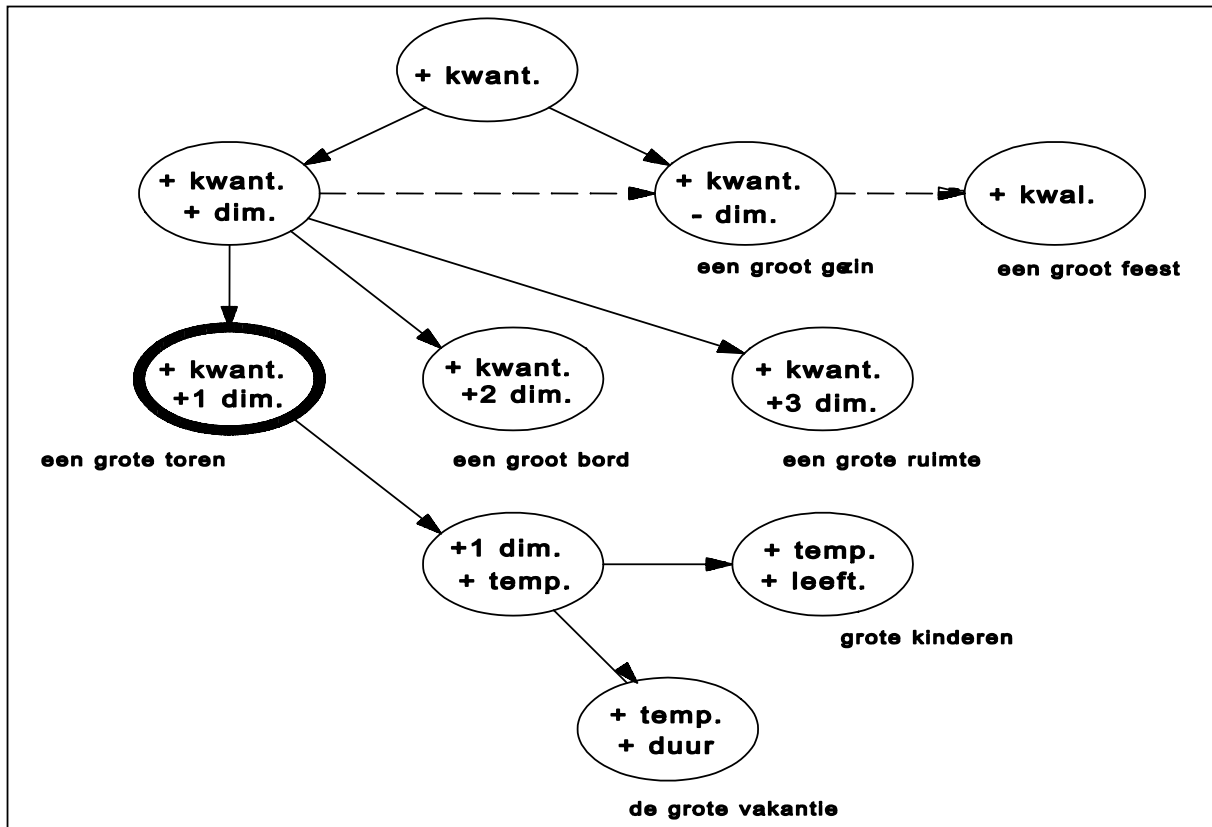 + kwant.
+ kwant.
+ dim.
+ kwant.
- dim.
+ kwal.
een groot gezin
een groot feest
+ kwant.
+1 dim.
+ kwant.
+2 dim.
+ kwant.
+3 dim.
een grote toren
een groot bord
een grote ruimte
+1 dim.
+ temp.
+ temp.
+ leeft.
grote kinderen
+ temp.
+ duur
de grote vakantie